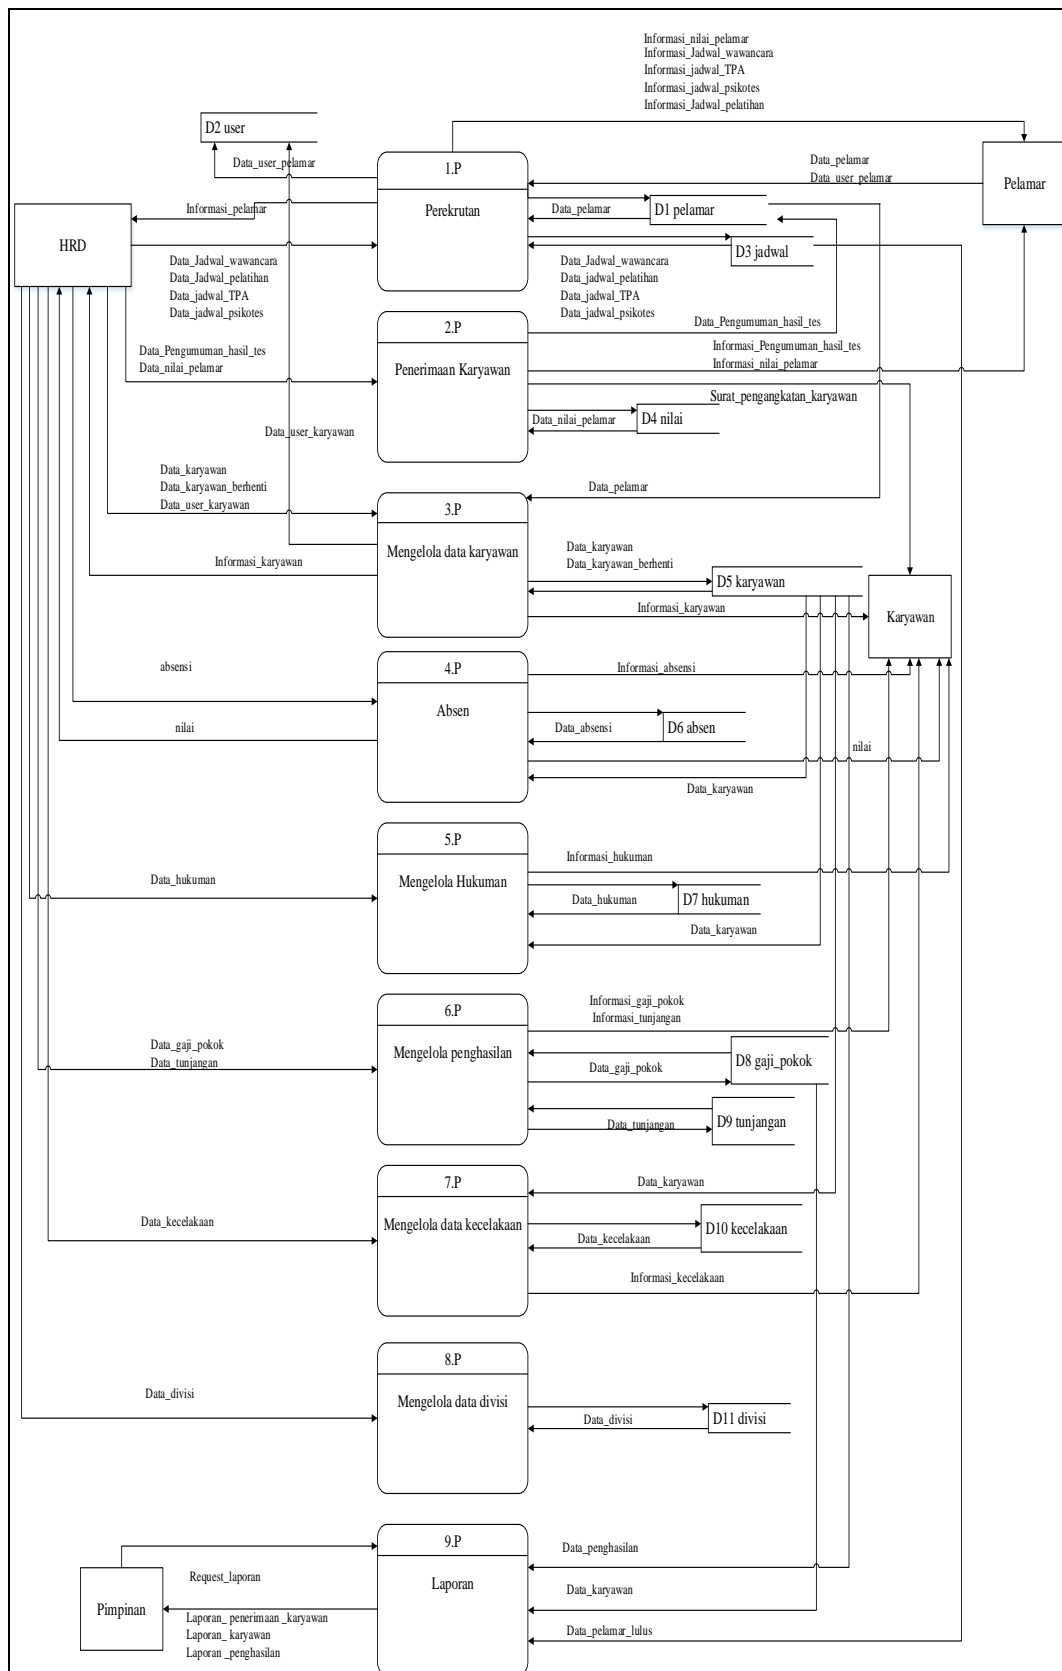 Informasi_nilai_pelamar
Informasi_Jadwal_wawancara
Informasi_jadwal_TPA
Informasi_jadwal_psikotes
Informasi_Jadwal_pelatihan
D2 user
Data_user_pelamar
1.P
Perekrutan
Data_pelamar
Data_user_pelamar
Pelamar
Informasi_pelamar
HRD
Data_pelamar
D1 pelamar
D3 jadwal
Data_Jadwal_wawancara
Data_Jadwal_pelatihan
Data_jadwal_TPA
Data_jadwal_psikotes
Data_Jadwal_wawancara
Data_jadwal_pelatihan
Data_jadwal_TPA
Data_jadwal_psikotes
2.P
Penerimaan Karyawan
Data_Pengumuman_hasil_tes
Data_Pengumuman_hasil_tes
Data_nilai_pelamar
Informasi_Pengumuman_hasil_tes
Informasi_nilai_pelamar
Surat_pengangkatan_karyawan
Data_nilai_pelamar
D4 nilai
Data_user_karyawan
Data_karyawan
Data_karyawan_berhenti
Data_user_karyawan
Data_pelamar
3.P
Mengelola data karyawan
Informasi_karyawan
Data_karyawan
Data_karyawan_berhenti
D5 karyawan
Informasi_karyawan
Karyawan
absensi
4.P
Absen
Informasi_absensi
nilai
Data_absensi
D6 absen
nilai
Data_karyawan
5.P
Mengelola Hukuman
Informasi_hukuman
Data_hukuman
Data_hukuman
D7 hukuman
Data_karyawan
6.P
Mengelola penghasilan
Informasi_gaji_pokok
Informasi_tunjangan
Data_gaji_pokok
Data_tunjangan
Data_gaji_pokok
D8 gaji_pokok
Data_tunjangan
D9 tunjangan
7.P
Mengelola data kecelakaan
Data_karyawan
Data_kecelakaan
Data_kecelakaan
D10 kecelakaan
Informasi_kecelakaan
8.P
Mengelola data divisi
Data_divisi
Data_divisi
D11 divisi
9.P
Laporan
Data_penghasilan
Request_laporan
Data_karyawan
Pimpinan
Laporan_ penerimaan _karyawan
Laporan_ karyawan
Laporan _penghasilan
Data_pelamar_lulus